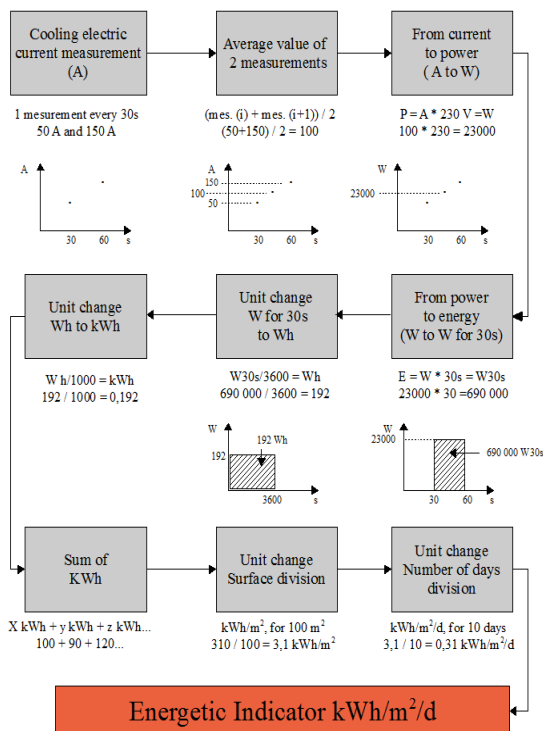 Cooling electric
current measurement
(A)
Average value of
2 measurements
From current
to power
( A to W)
1 mesurement every 30s
50 A and 150 A
(mes. (i) + mes. (i+1)) / 2
(50+150) / 2 = 100
P = A * 230 V =W
100 * 230 = 23000
A
30
60
s
A
150
100
50
30
60
s
W
23000
30
60
s
Unit change
Wh to kWh
Unit change
W for 30s
to Wh
From power
to energy
(W to W for 30s)
W h/1000 = kWh
192 / 1000 = 0,192
W30s/3600 = Wh
690 000 / 3600 = 192
E = W * 30s = W30s
23000 * 30 =690 000
W
192
192 Wh
3600
s
W
23000
690 000 W30s
30
60
s
Sum of
KWh
Unit change
Surface division
Unit change
Number of days
division
X kWh + y kWh + z kWh...
100 + 90 + 120...
kWh/m², for 100 m²
310 / 100 = 3,1 kWh/m²
kWh/m²/d, for 10 days
3,1 / 10 = 0,31 kWh/m²/d
Energetic Indicator kWh/m²/d